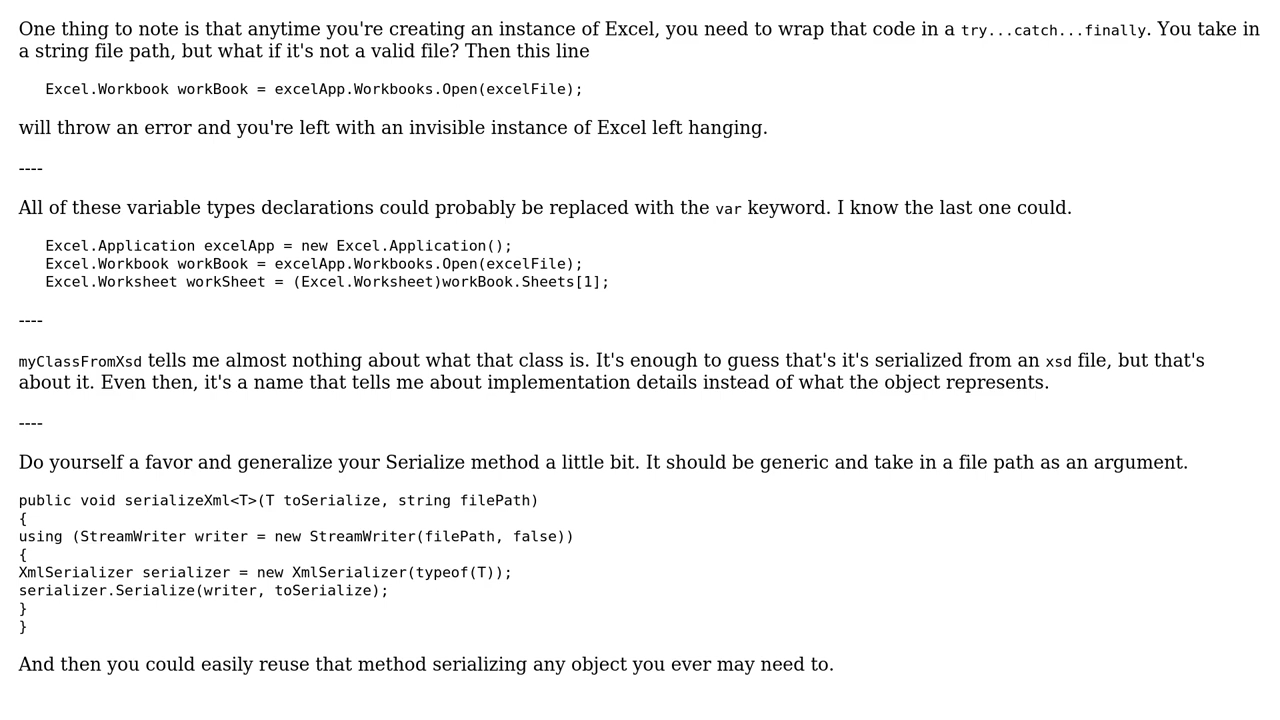 One thing to note is that anytime you're creating an instance of Excel, you need to wrap that code in a try...catch...finally. You take in
a string file path, but what if it's not a valid file? Then this line
Excel.Workbook workBook = excelApp.Workbooks.Open(excelFile);
will throw an error and you're left with an invisible instance of Excel left hanging.
----
All of these variable types declarations could probably be replaced with the var keyword. I know the last one could.
Excel.Application excelApp = new Excel.Application();
Excel.Workbook workBook = excelApp.Workbooks.Open(excelFile);
Excel.Worksheet workSheet = (Excel.Worksheet)workBook.Sheets[1];
----
myClassFromXsd tells me almost nothing about what that class is. It's enough to guess that's it's serialized from an xsd file, but that's
about it. Even then, it's a name that tells me about implementation details instead of what the object represents.
----
Do yourself a favor and generalize your Serialize method a little bit. It should be generic and take in a file path as an argument.
public void serializeXml<T>(T toSerialize, string filePath)
{
using (StreamWriter writer = new StreamWriter(filePath, false))
{
XmlSerializer serializer = new XmlSerializer(typeof(T));
serializer.Serialize(writer, toSerialize);
}
}
And then you could easily reuse that method serializing any object you ever may need to.